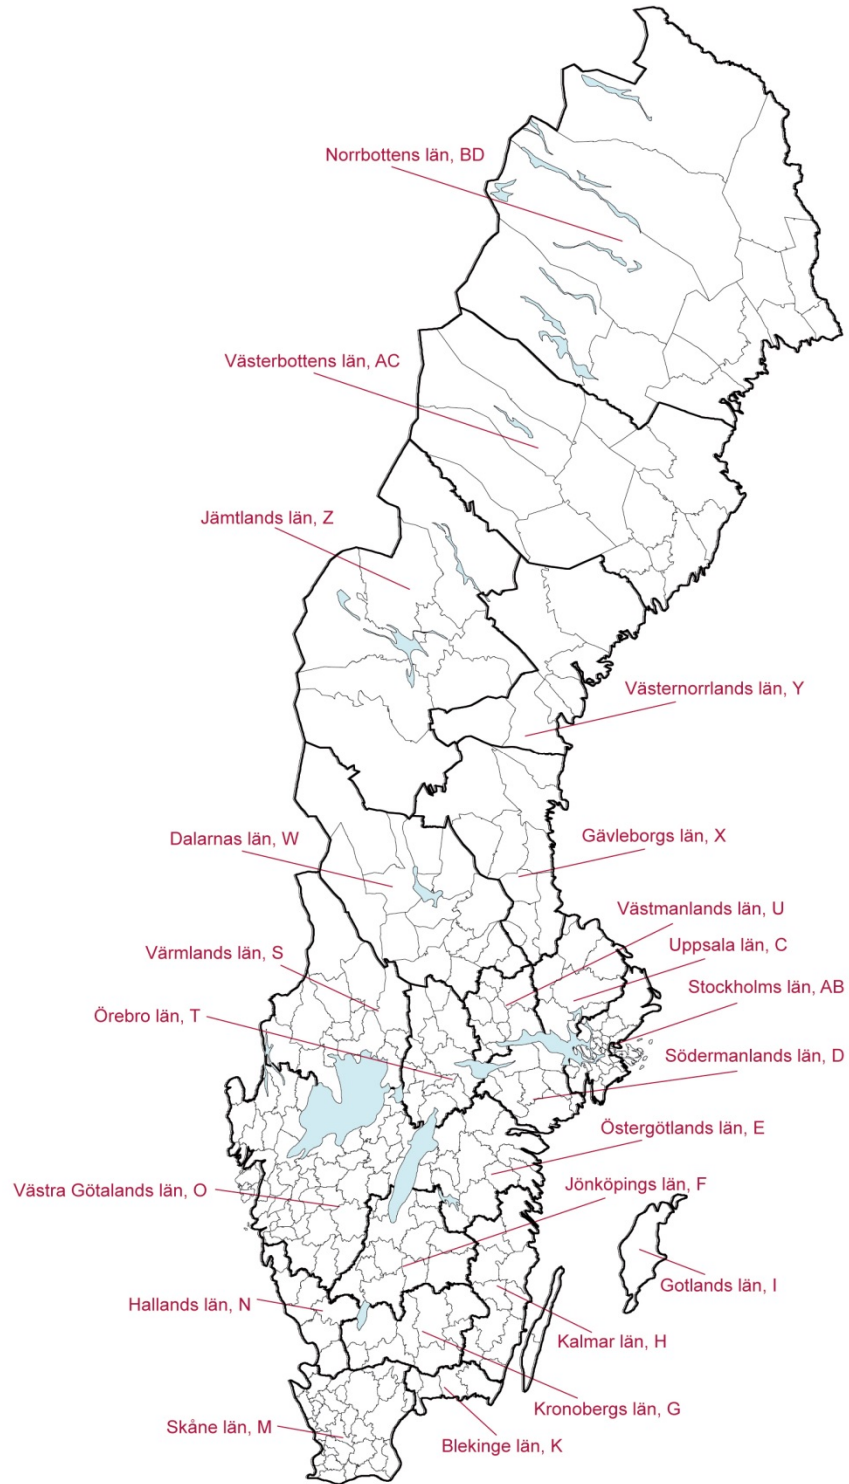 Norrbottens län, BD
Västerbottens län, AC
Jämtlands län, Z
Västernorrlands län, Y
Gävleborgs län, X
Dalarnas län, W
Västmanlands län, U
Uppsala län, C
Värmlands län, S
Stockholms län, AB
Örebro län, T
Södermanlands län, D
Östergötlands län, E
Jönköpings län, F
Västra Götalands län, O
Gotlands län, I
Hallands län, N
Kalmar län, H
Kronobergs län, G
Skåne län, M
Blekinge län, K